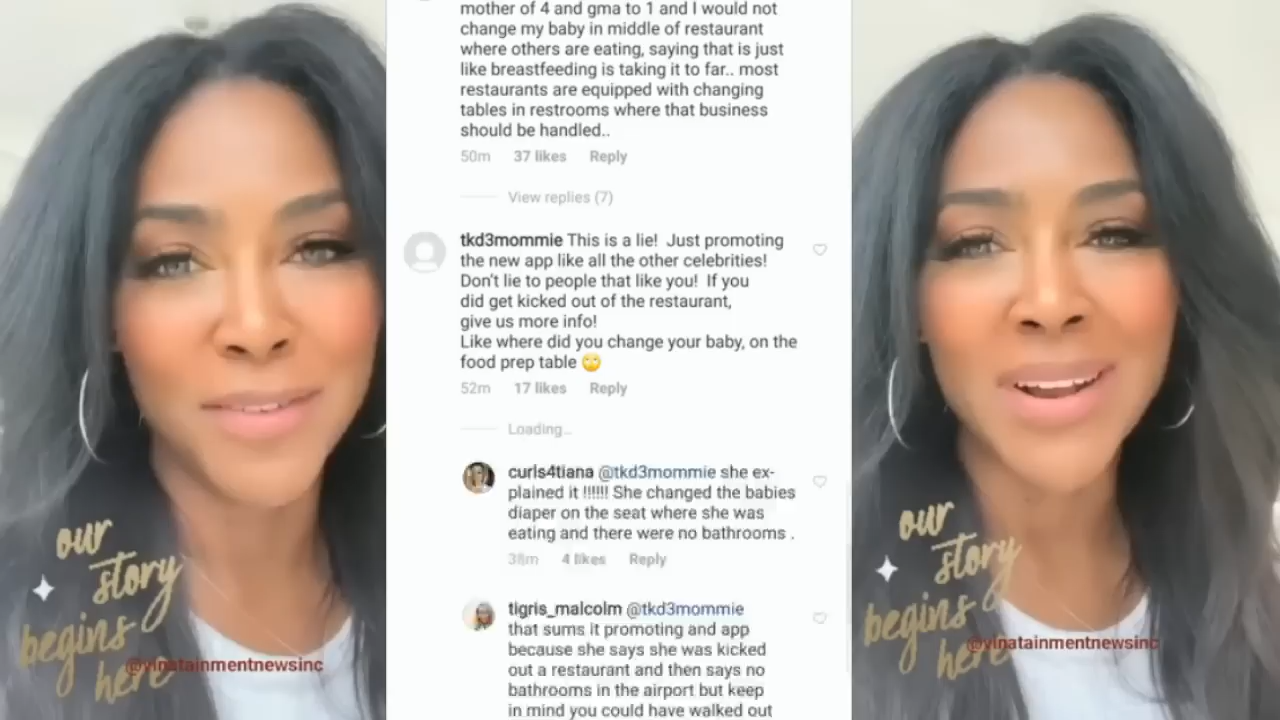 our
story
begins
here
@vinatainmentnewsinc
mother of 4 and gma to 1 and I would not
change my baby in middle of restaurant
where others are eating, saying that is just
like breastfeeding is taking it to far.. most
restaurants are equipped with changing
tables in restrooms where that business
should be handled..
50m 37 likes Reply
View replies (7)
tkd3mommie This is a lie! Just promoting
the new app like all the other celebrities!
Don't lie to people that like you! If you
did get kicked out of the restaurant,
give us more info!
Like where did you change your baby, on the
food prep table 🙄
52m 17 likes Reply
Loading...
curls4tiana @tkd3mommie she ex-
plained it !!!!!! She changed the babies
diaper on the seat where she was
eating and there were no bathrooms .
38m 4 likes Reply
tigris_malcolm @tkd3mommie
that sums it promoting and app
because she says she was kicked
out a restaurant and then says no
bathrooms in the airport but keep
in mind you could have walked out
our
story
begins
here
@vinatainmentnewsinc